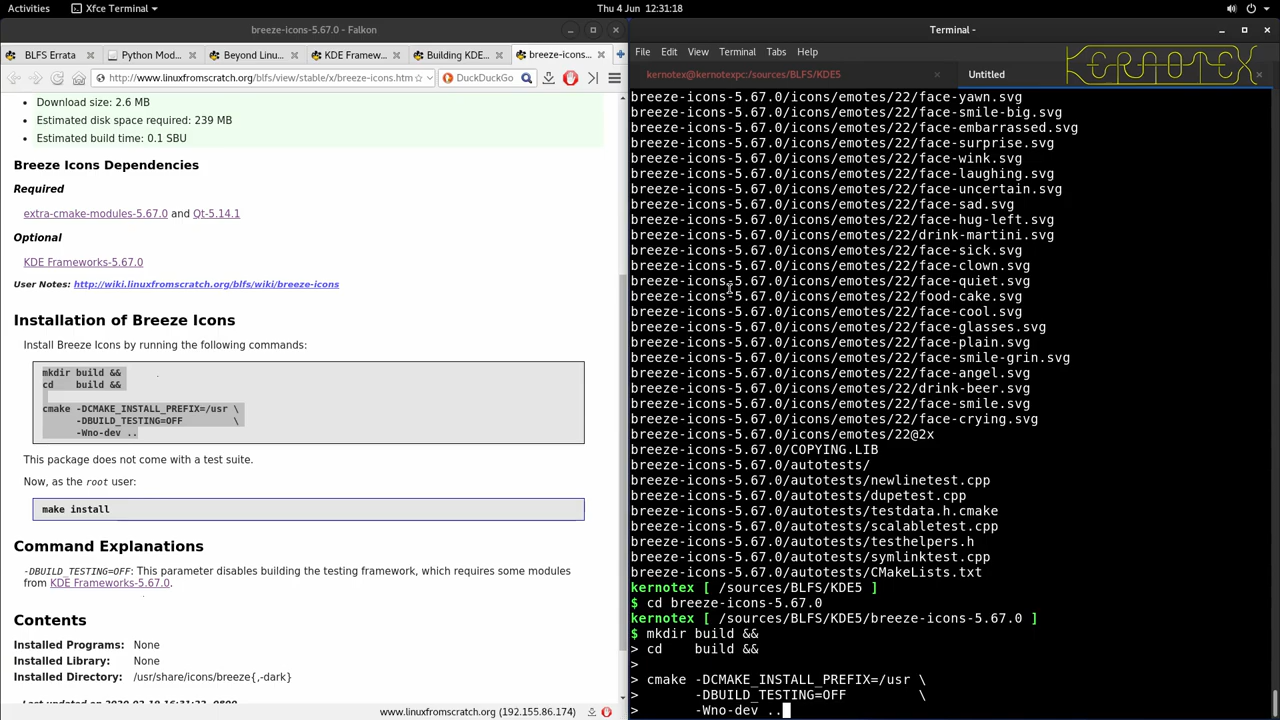 Activities
Xfce Terminal
Thu 4 Jun 12:31:18
breeze-icons-5.67.0 - Falkon
BLFS Errata
Python Mod...
Beyond Linu...
KDE Framew...
Building KDE...
breeze-icons...
http://www.linuxfromscratch.org/blfs/view/stable/x/breeze-icons.htm
DuckDuckGo
Download size: 2.6 MB
Estimated disk space required: 239 MB
Estimated build time: 0.1 SBU
Breeze Icons Dependencies
Required
extra-cmake-modules-5.67.0 and Qt-5.14.1
Optional
KDE Frameworks-5.67.0
User Notes: http://wiki.linuxfromscratch.org/blfs/wiki/breeze-icons
Installation of Breeze Icons
Install Breeze Icons by running the following commands:
mkdir build &&
cd    build &&
cmake -DCMAKE_INSTALL_PREFIX=/usr \
-DBUILD_TESTING=OFF         \
-Wno-dev ..
This package does not come with a test suite.
Now, as the root user:
make install
Command Explanations
-DBUILD_TESTING=OFF: This parameter disables building the testing framework, which requires some modules
from KDE Frameworks-5.67.0.
Contents
Installed Programs: None
Installed Library: None
Installed Directory: /usr/share/icons/breeze{,-dark}
Last updated on 2020-02-19 16:31:22 -0800
www.linuxfromscratch.org (192.155.86.174)
Terminal -
File Edit View Terminal Tabs Help
KERNOTEX
kernotex@kernotexpc:/sources/BLFS/KDE5
Untitled
breeze-icons-5.67.0/icons/emotes/22/face-yawn.svg
breeze-icons-5.67.0/icons/emotes/22/face-smile-big.svg
breeze-icons-5.67.0/icons/emotes/22/face-embarrassed.svg
breeze-icons-5.67.0/icons/emotes/22/face-surprise.svg
breeze-icons-5.67.0/icons/emotes/22/face-wink.svg
breeze-icons-5.67.0/icons/emotes/22/face-laughing.svg
breeze-icons-5.67.0/icons/emotes/22/face-uncertain.svg
breeze-icons-5.67.0/icons/emotes/22/face-sad.svg
breeze-icons-5.67.0/icons/emotes/22/face-hug-left.svg
breeze-icons-5.67.0/icons/emotes/22/drink-martini.svg
breeze-icons-5.67.0/icons/emotes/22/face-sick.svg
breeze-icons-5.67.0/icons/emotes/22/face-clown.svg
breeze-icons-5.67.0/icons/emotes/22/face-quiet.svg
breeze-icons-5.67.0/icons/emotes/22/food-cake.svg
breeze-icons-5.67.0/icons/emotes/22/face-cool.svg
breeze-icons-5.67.0/icons/emotes/22/face-glasses.svg
breeze-icons-5.67.0/icons/emotes/22/face-plain.svg
breeze-icons-5.67.0/icons/emotes/22/face-smile-grin.svg
breeze-icons-5.67.0/icons/emotes/22/face-angel.svg
breeze-icons-5.67.0/icons/emotes/22/drink-beer.svg
breeze-icons-5.67.0/icons/emotes/22/face-smile.svg
breeze-icons-5.67.0/icons/emotes/22/face-crying.svg
breeze-icons-5.67.0/icons/emotes/22@2x
breeze-icons-5.67.0/COPYING.LIB
breeze-icons-5.67.0/autotests/
breeze-icons-5.67.0/autotests/newlinetest.cpp
breeze-icons-5.67.0/autotests/dupetest.cpp
breeze-icons-5.67.0/autotests/testdata.h.cmake
breeze-icons-5.67.0/autotests/scalabletest.cpp
breeze-icons-5.67.0/autotests/testhelpers.h
breeze-icons-5.67.0/autotests/symlinktest.cpp
breeze-icons-5.67.0/autotests/CMakeLists.txt
kernotex [ /sources/BLFS/KDE5 ]
$ cd breeze-icons-5.67.0
kernotex [ /sources/BLFS/KDE5/breeze-icons-5.67.0 ]
$ mkdir build &&
> cd    build &&
>
> cmake -DCMAKE_INSTALL_PREFIX=/usr \
>       -DBUILD_TESTING=OFF         \
>       -Wno-dev ..